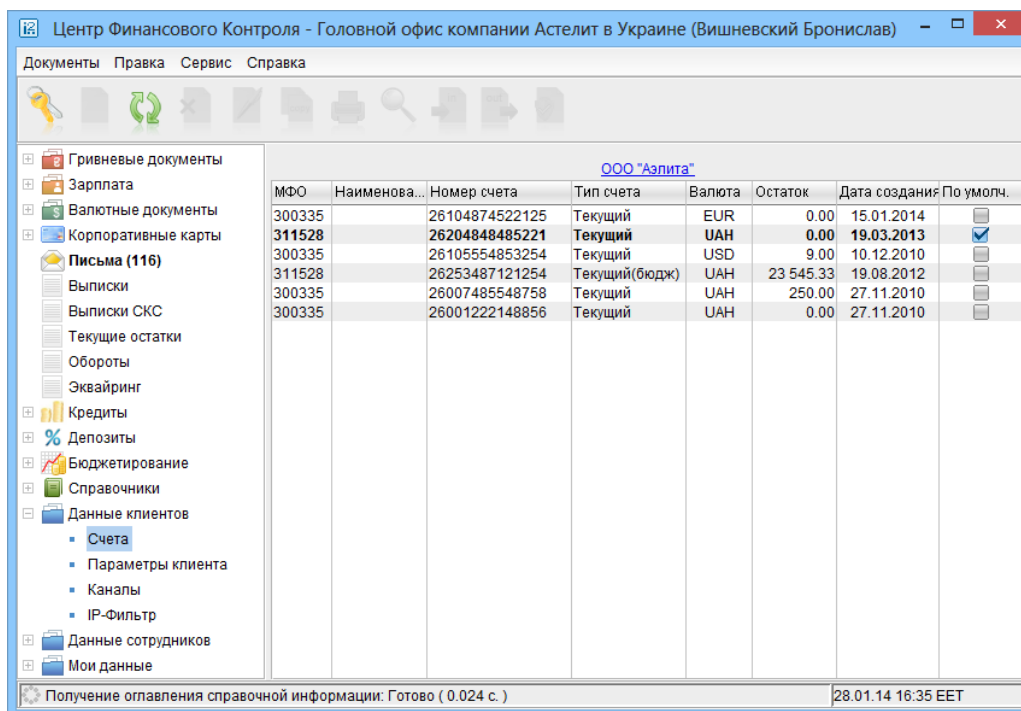 Центр Финансового Контроля - Головной офис компании Астелит в Украине (Вишневский Бронислав)
Документы Правка Сервис Справка
Гривневые документы
Зарплата
Валютные документы
Корпоративные карты
Письма (116)
Выписки
Выписки СКС
Текущие остатки
Обороты
Эквайринг
Кредиты
Депозиты
Бюджетирование
Справочники
Данные клиентов
Счета
Параметры клиента
Каналы
IP-Фильтр
Данные сотрудников
Мои данные
ООО "Аэлита"
МФО Наименова... Номер счета Тип счета Валюта Остаток Дата создания По умолч.
300335 26104874522125 Текущий EUR 0.00 15.01.2014
311528 26204848485221 Текущий UAH 0.00 19.03.2013
300335 26105554853254 Текущий USD 9.00 10.12.2010
311528 26253487121254 Текущий(бюдж) UAH 23 545.33 19.08.2012
300335 26007485548758 Текущий UAH 250.00 27.11.2010
300335 26001222148856 Текущий UAH 0.00 27.11.2010
Получение оглавления справочной информации: Готово ( 0.024 с. ) 28.01.14 16:35 EET